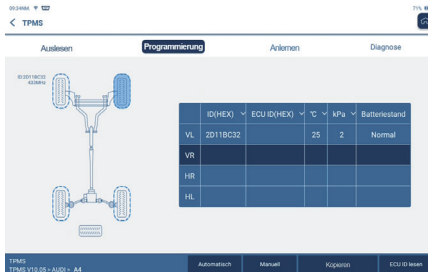 09:24AM 71%
TPMS
Auslesen Programmierung Anlernen Diagnose
ID:2D11BC32
433MHz
ID(HEX) ECU ID(HEX) °C kPa Batteriestand
VL 2D11BC32 25 2 Normal
VR
HR
HL
TPMS
TPMS V10.05 > AUDI > A4
Automatisch Manuell Kopieren ECU ID lesen